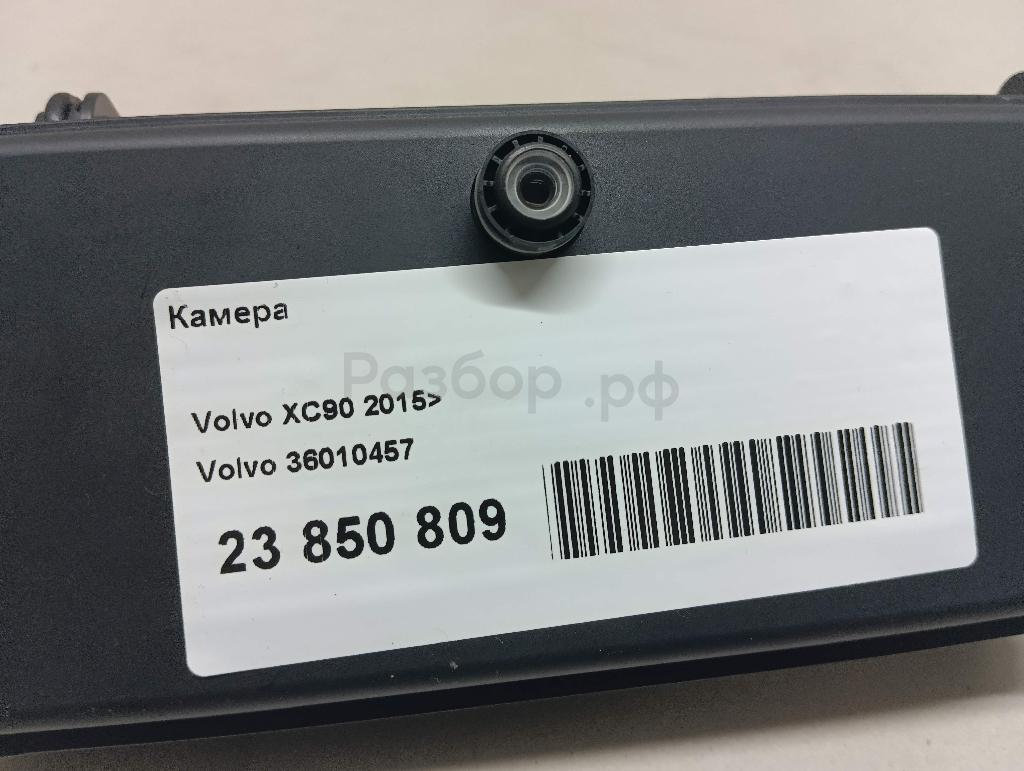 Камера
Разбор.рф
Volvo XC90 2015>
Volvo 36010457
23 850 809